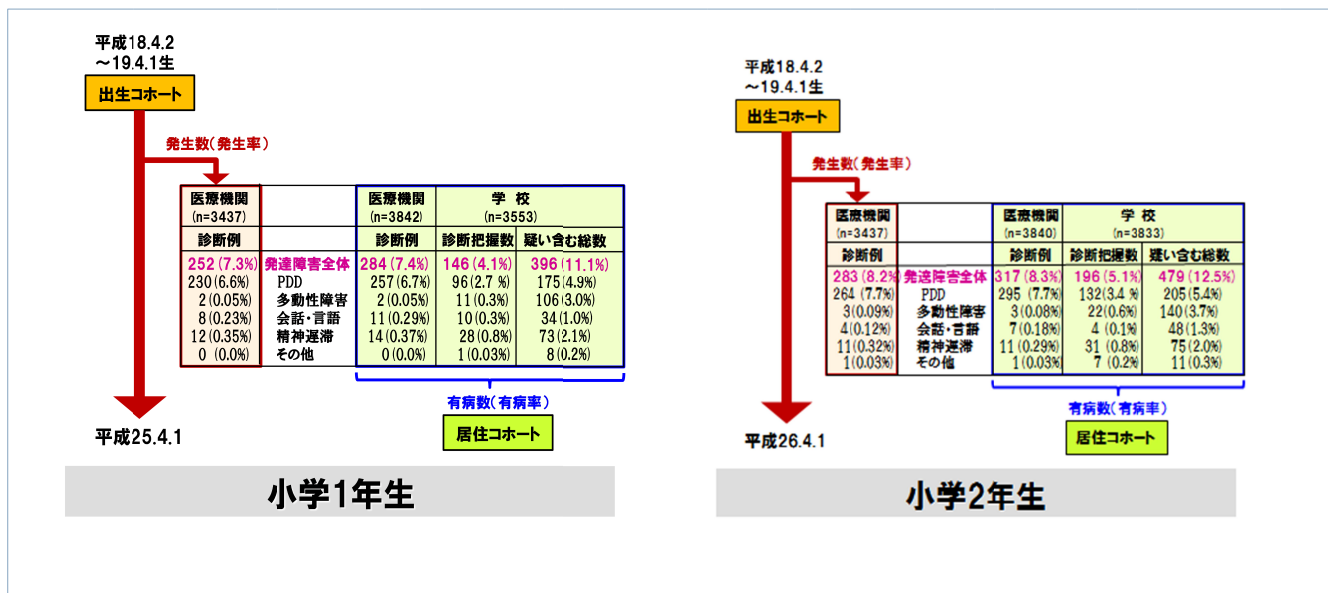 平成18.4.2
～19.4.1生
出生コホート
発生数(発生率)
医療機関 医療機関 学 校
(n=3437) (n=3842) (n=3553)
診断例 診断例 診断把握数 疑い含む総数
252 (7.3%) 発達障害全体 284 (7.4%) 146 (4.1%) 396 (11.1%)
230 (6.6%) PDD 257 (6.7%) 96 (2.7 %) 175 (4.9%)
2 (0.05%) 多動性障害 2 (0.05%) 11 (0.3%) 106 (3.0%)
8 (0.23%) 会話・言語 11 (0.29%) 10 (0.3%) 34 (1.0%)
12 (0.35%) 精神遅滞 14 (0.37%) 28 (0.8%) 73 (2.1%)
0 (0.0%) その他 0 (0.0%) 1 (0.03%) 8 (0.2%)
有病数(有病率)
居住コホート
平成25.4.1
小学1年生
平成18.4.2
～19.4.1生
出生コホート
発生数(発生率)
医療機関 医療機関 学 校
(n=3437) (n=3840) (n=3833)
診断例 診断例 診断把握数 疑い含む総数
283 (8.2%) 発達障害全体 317 (8.3%) 196 (5.1%) 479 (12.5%)
264 (7.7%) PDD 295 (7.7%) 132 (3.4 % 205 (5.4%)
3 (0.09%) 多動性障害 3 (0.08%) 22 (0.6%) 140 (3.7%)
4 (0.12%) 会話・言語 7 (0.18%) 4 (0.1%) 48 (1.3%)
11 (0.32%) 精神遅滞 11 (0.29%) 31 (0.8%) 75 (2.0%)
1 (0.03%) その他 1 (0.03%) 7 (0.2%) 11 (0.3%)
有病数(有病率)
居住コホート
平成26.4.1
小学2年生